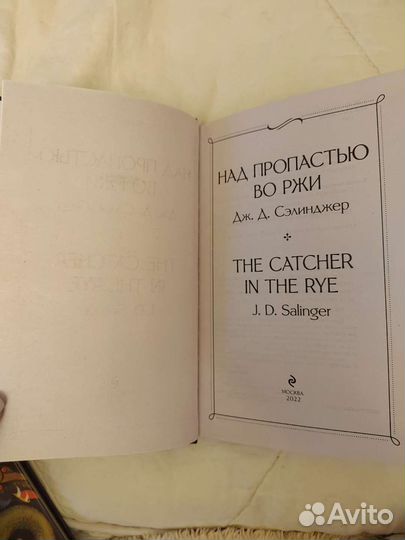 НАД ПРОПАСТЬЮ
ВО РЖИ
Дж. Д. Сэлинджер
THE CATCHER
IN THE RYE
J. D. Salinger
МОСКВА
2022
Avito